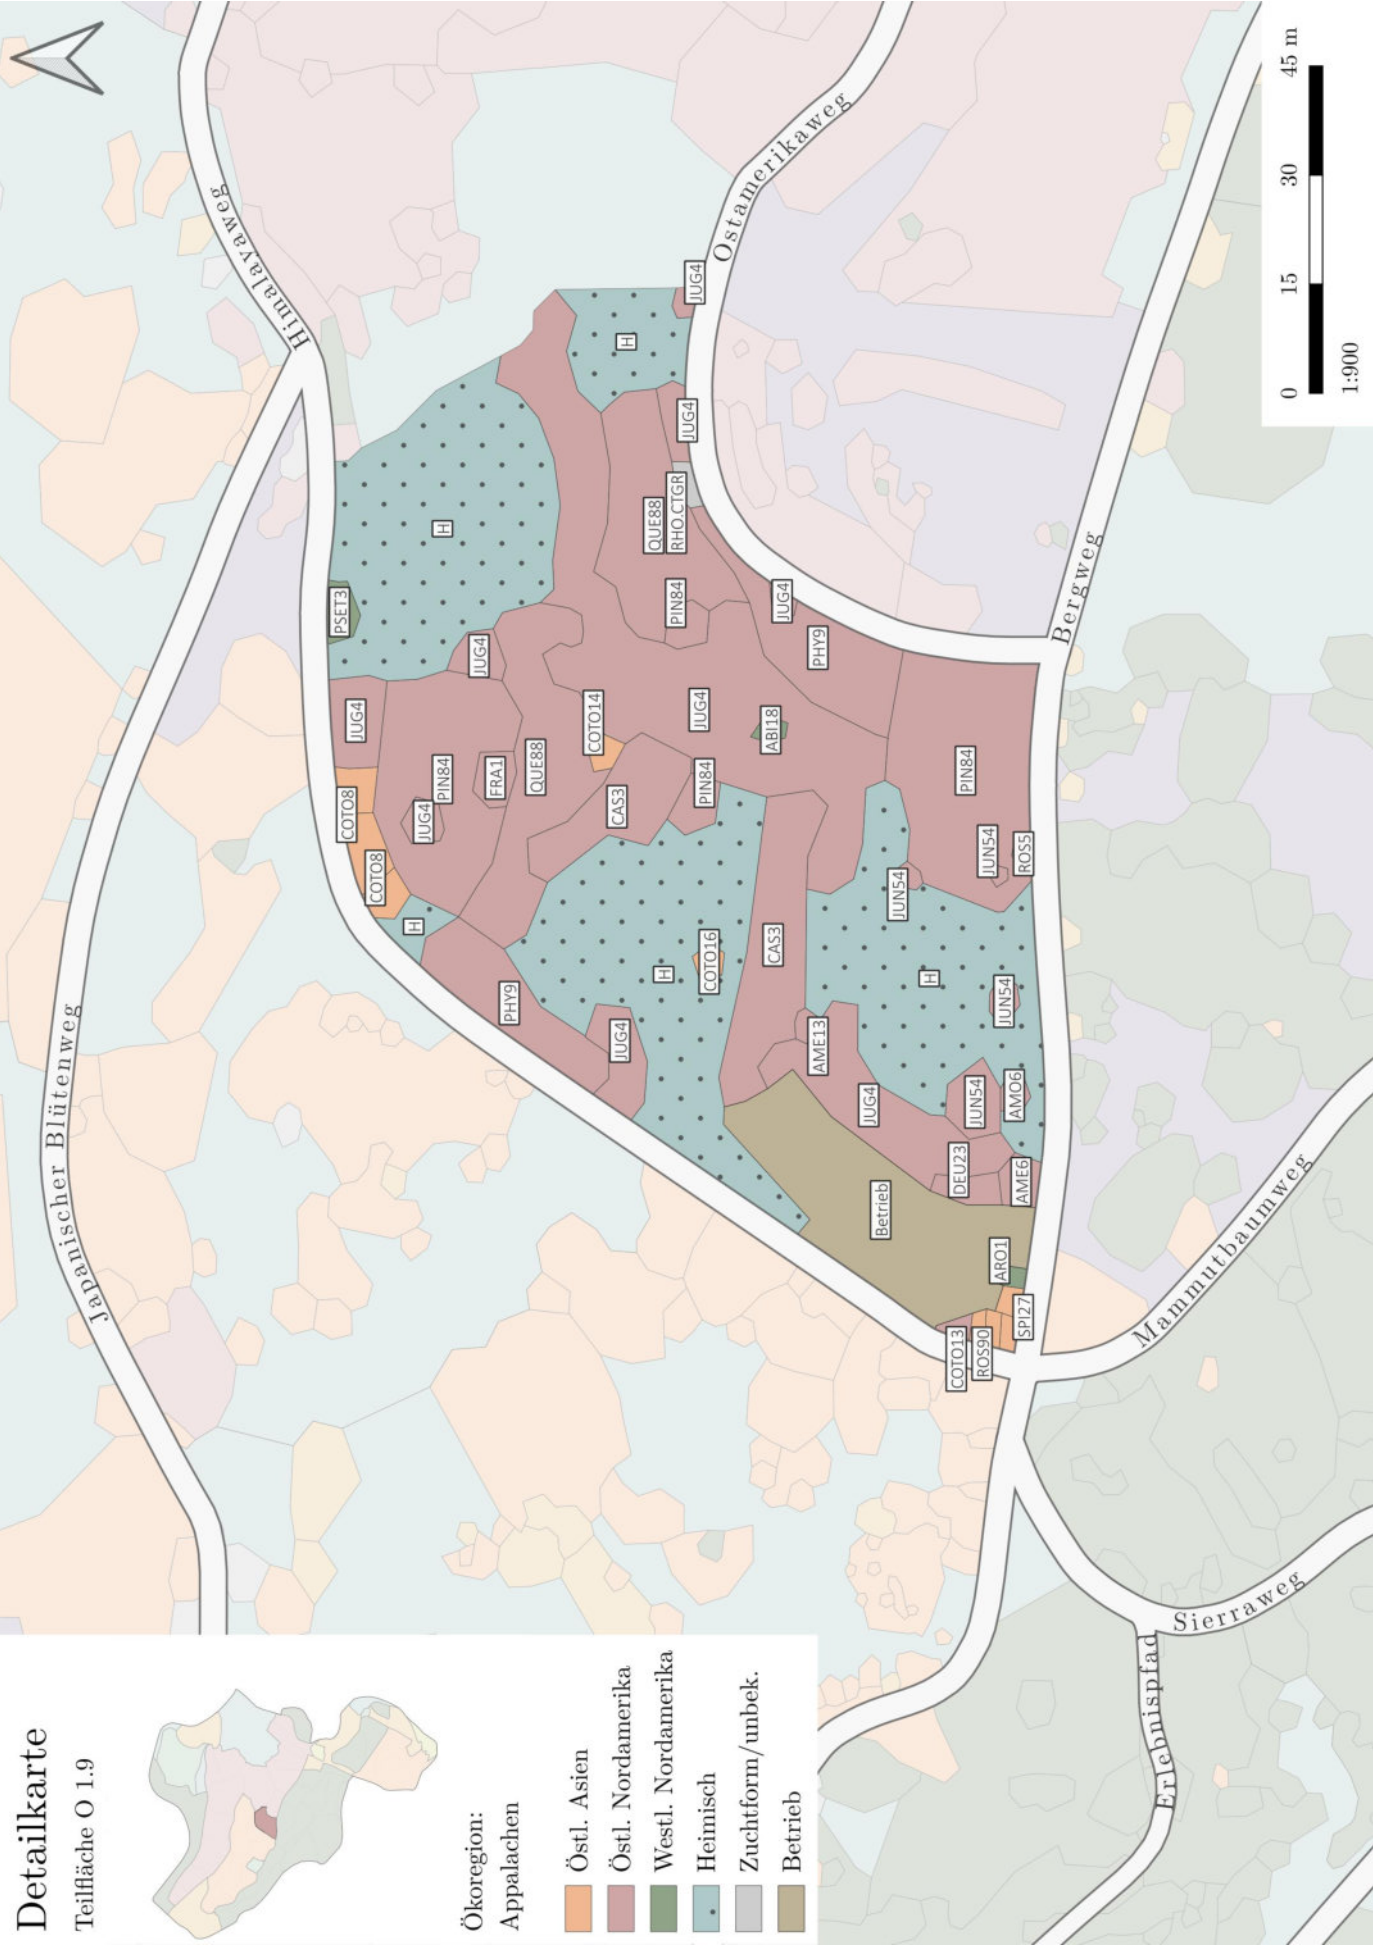 Detailkarte
Teilfläche O 1.9
Ökoregion:
Appalachen
Östl. Asien
Östl. Nordamerika
Westl. Nordamerika
Heimisch
Zuchtform/unbek.
Betrieb
Japanischer Blütenweg
Himalayaweg
Ostamerikaweg
Bergweg
Mammutbaumweg
Sierraweg
Erlebnispfad
PSET3
COTO8
JUG4
COTO8
H
PIN84
JUG4
H
JUG4
FRA1
PHY9
QUE88
COTO14
JUG4
CAS3
H
H
QUE88
RHO.CTGR
PIN84
JUG4
JUG4
COTO16
PIN84
JUG4
CAS3
ABI18
JUG4
AME13
PHY9
JUG4
Betrieb
JUN54
H
COTO13
DEU23
JUN54
PIN84
ROS90
ARO1
JUN54
JUN54
AMO6
AME6
SPI27
ROS5
0 15 30 45 m
1:900